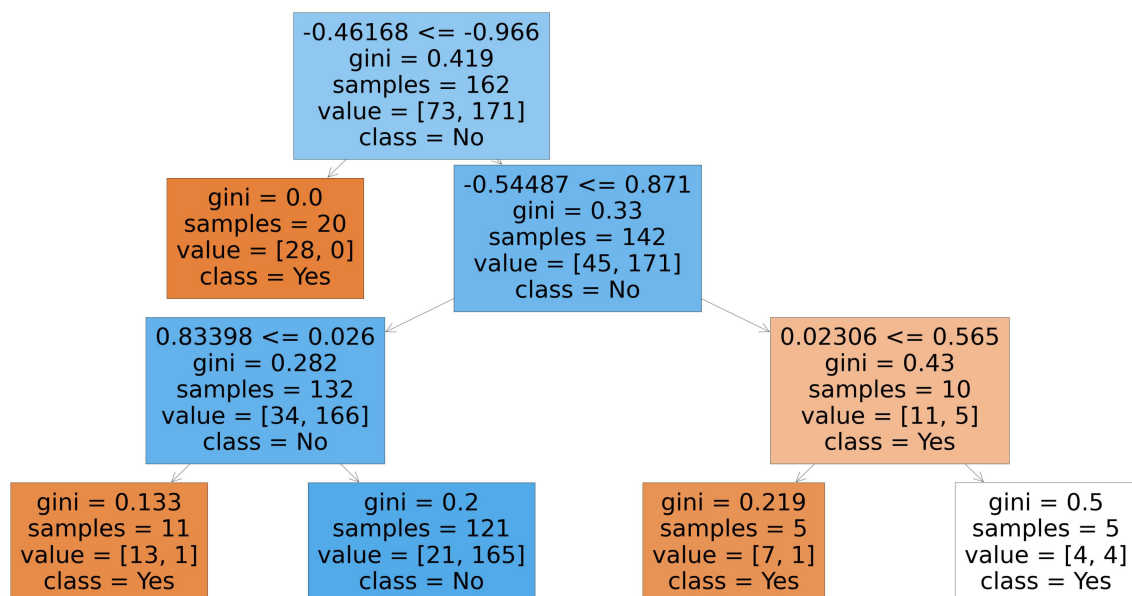 -0.46168 <= -0.966
gini = 0.419
samples = 162
value = [73, 171]
class = No
gini = 0.0
samples = 20
value = [28, 0]
class = Yes
-0.54487 <= 0.871
gini = 0.33
samples = 142
value = [45, 171]
class = No
0.83398 <= 0.026
gini = 0.282
samples = 132
value = [34, 166]
class = No
0.02306 <= 0.565
gini = 0.43
samples = 10
value = [11, 5]
class = Yes
gini = 0.133
samples = 11
value = [13, 1]
class = Yes
gini = 0.2
samples = 121
value = [21, 165]
class = No
gini = 0.219
samples = 5
value = [7, 1]
class = Yes
gini = 0.5
samples = 5
value = [4, 4]
class = Yes